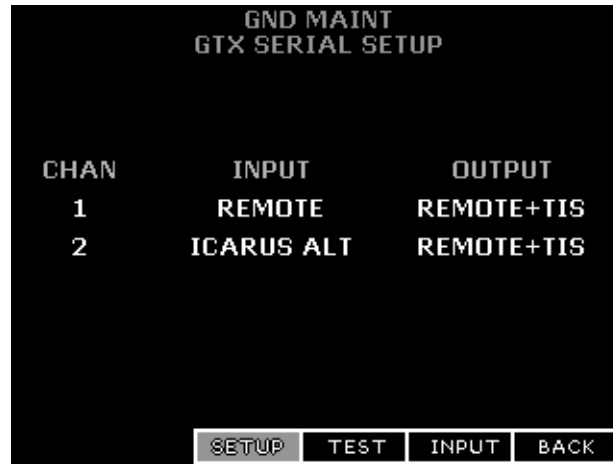 GND MAINT
GTX SERIAL SETUP
CHAN INPUT OUTPUT
1 REMOTE REMOTE+TIS
2 ICARUS ALT REMOTE+TIS
SETUP TEST INPUT BACK